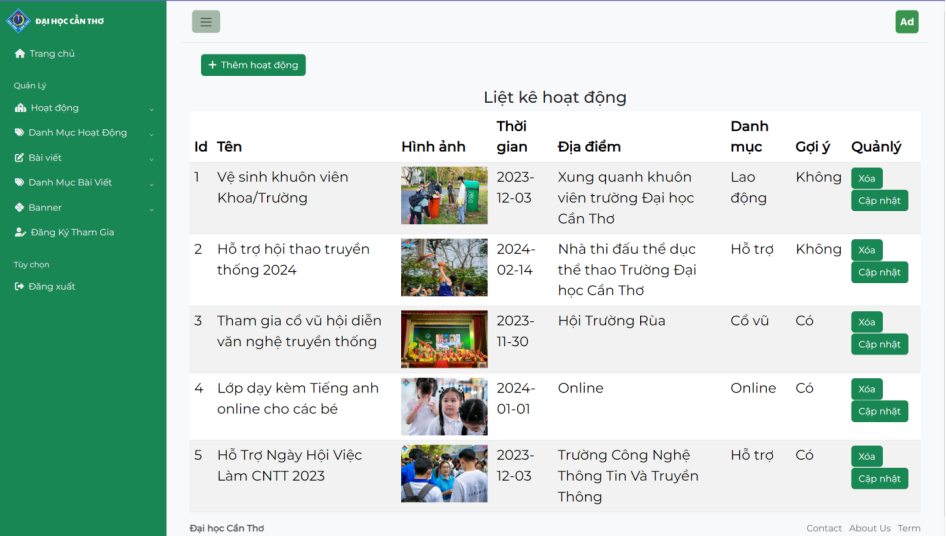 ĐẠI HỌC CẦN THƠ
Trang chủ
Quản Lý
Hoạt động
Danh Mục Hoạt Động
Bài viết
Danh Mục Bài Viết
Banner
Đăng Ký Tham Gia
Tùy chọn
Đăng xuất
Ad
+ Thêm hoạt động
Liệt kê hoạt động
Id Tên Hình ảnh Thời gian Địa điểm Danh mục Gợi ý Quảnlý
1 Vệ sinh khuôn viên Khoa/Trường 2023-12-03 Xung quanh khuôn viên trường Đại học Cần Thơ Lao động Không Xóa Cập nhật
2 Hỗ trợ hội thao truyền thống 2024 2024-02-14 Nhà thi đấu thể dục thể thao Trường Đại học Cần Thơ Hỗ trợ Không Xóa Cập nhật
3 Tham gia cổ vũ hội diễn văn nghệ truyền thống 2023-11-30 Hội Trường Rùa Cổ vũ Có Xóa Cập nhật
4 Lớp dạy kèm Tiếng anh online cho các bé 2024-01-01 Online Online Có Xóa Cập nhật
5 Hỗ Trợ Ngày Hội Việc Làm CNTT 2023 2023-12-03 Trường Công Nghệ Thông Tin Và Truyền Thông Hỗ trợ Có Xóa Cập nhật
Đại học Cần Thơ
Contact About Us Term